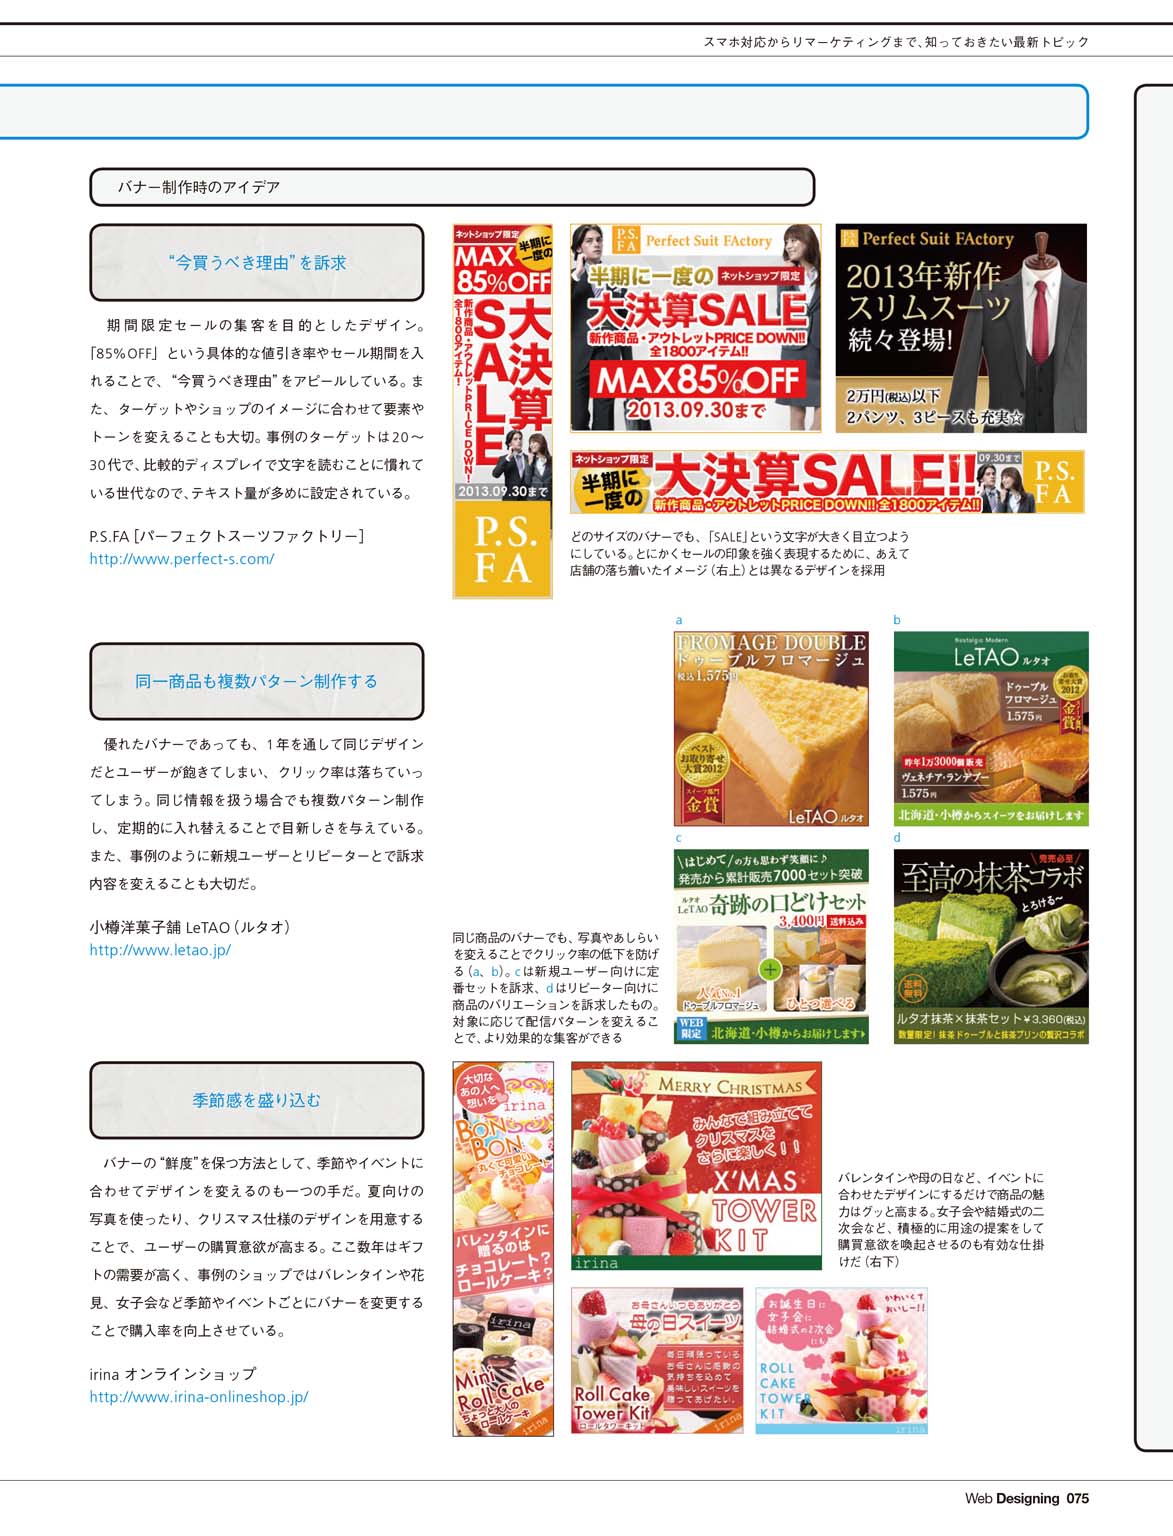 スマホ対応からリマーケティングまで、知っておきたい最新トピック
バナー制作時のアイデア
“今買うべき理由”を訴求
期間限定セールの集客を目的としたデザイン。
「85%OFF」という具体的な値引き率やセール期間を入
れることで、“今買うべき理由”をアピールしている。ま
た、ターゲットやショップのイメージに合わせて要素や
トーンを変えることも大切。事例のターゲットは20〜
30代で、比較的ディスプレイで文字を読むことに慣れて
いる世代なので、テキスト量が多めに設定されている。
P.S.FA［パーフェクトスーツファクトリー］
http://www.perfect-s.com/
ネットショップ限定
半期に
一度の
MAX
85%OFF
大決算
SALE
新作商品・アウトレットPRICE DOWN!
全1800アイテム!
2013.09.30まで
P.S.
FA
P.S.
FA
Perfect Suit FActory
半期に一度の
ネットショップ限定
大決算SALE
新作商品・アウトレットPRICE DOWN!!
全1800アイテム!!
MAX85%OFF
2013.09.30まで
P.S.
FA
Perfect Suit FActory
2013年新作
スリムスーツ
続々登場!
2万円(税込)以下
2パンツ、3ピースも充実☆
ネットショップ限定
半期に
一度の
大決算SALE!!
新作商品・アウトレットPRICE DOWN!! 全1800アイテム!!
09.30まで
P.S.
FA
どのサイズのバナーでも、「SALE」という文字が大きく目立つよう
にしている。とにかくセールの印象を強く表現するために、あえて
店舗の落ち着いたイメージ（右上）とは異なるデザインを採用
同一商品も複数パターン制作する
優れたバナーであっても、1年を通して同じデザイン
だとユーザーが飽きてしまい、クリック率は落ちていっ
てしまう。同じ情報を扱う場合でも複数パターン制作
し、定期的に入れ替えることで目新しさを与えている。
また、事例のように新規ユーザーとリピーターとで訴求
内容を変えることも大切だ。
小樽洋菓子舗 LeTAO（ルタオ）
http://www.letao.jp/
同じ商品のバナーでも、写真やあしらい
を変えることでクリック率の低下を防げ
る（a、b）。cは新規ユーザー向けに定
番セットを訴求、dはリピーター向けに
商品のバリエーションを訴求したもの。
対象に応じて配信パターンを変えるこ
とで、より効果的な集客ができる
a
FROMAGE DOUBLE
ドゥーブルフロマージュ
税込1,575円
ベスト
お取り寄せ
大賞2012
スイーツ部門
金賞
LeTAO ルタオ
b
Nostalgic Modern
LeTAO ルタオ
お取り
寄せ大賞
2012
スイーツ部門
金賞
ドゥーブル
フロマージュ
1.575円
昨年1万3000個販売
ヴェネチア・ランデブー
1.575円
北海道・小樽からスイーツをお届けします
c
\はじめて/の方も思わず笑顔に♪
発売から累計販売7000セット突破
ルタオ
LeTAO
奇跡の口どけセット
3,400円 送料込み
人気No.1
ドゥーブルフロマージュ
+
ひとつ選べる
WEB
限定
北海道・小樽からお届けします
d
\完売必至/
至高の抹茶コラボ
とろける〜
送料
無料
ルタオ抹茶×抹茶セット¥3.360(税込)
数量限定! 抹茶ドゥーブルと抹茶プリンの贅沢コラボ
季節感を盛り込む
バナーの“鮮度”を保つ方法として、季節やイベントに
合わせてデザインを変えるのも一つの手だ。夏向けの
写真を使ったり、クリスマス仕様のデザインを用意する
ことで、ユーザーの購買意欲が高まる。ここ数年はギフ
トの需要が高く、事例のショップではバレンタインや花
見、女子会など季節やイベントごとにバナーを変更する
ことで購入率を向上させている。
irina オンラインショップ
http://www.irina-onlineshop.jp/
大切な
あの人へ
想いを
irina
BON
BON
丸くて可愛い
チョコレート
バレンタインに
贈るのは
チョコレート?
ロールケーキ?
irina
Mini
Roll Cake
ちょっと大人の
ロールケーキ
irina
MERRY CHRISTMAS
みんなで組み立てて
クリスマスを
さらに楽しく！！
X'MAS
TOWER
KIT
irina
お母さんいつもありがとう
母の日スイーツ
毎日頑張っている
お母さんに感謝の
気持ちを込めて
美味しいスイーツを
贈ってあげたい。
Roll Cake
Tower Kit
ロールタワーキット
irina
お誕生日に
女子会に
結婚式の2次会
にも
かわいくて
おいしー!!
ROLL
CAKE
TOWER
KIT
irina
バレンタインや母の日など、イベントに
合わせたデザインにするだけで商品の魅
力はグッと高まる。女子会や結婚式の二
次会など、積極的に用途の提案をして
購買意欲を喚起させるのも有効な仕掛
けだ（右下）
Web Designing 075